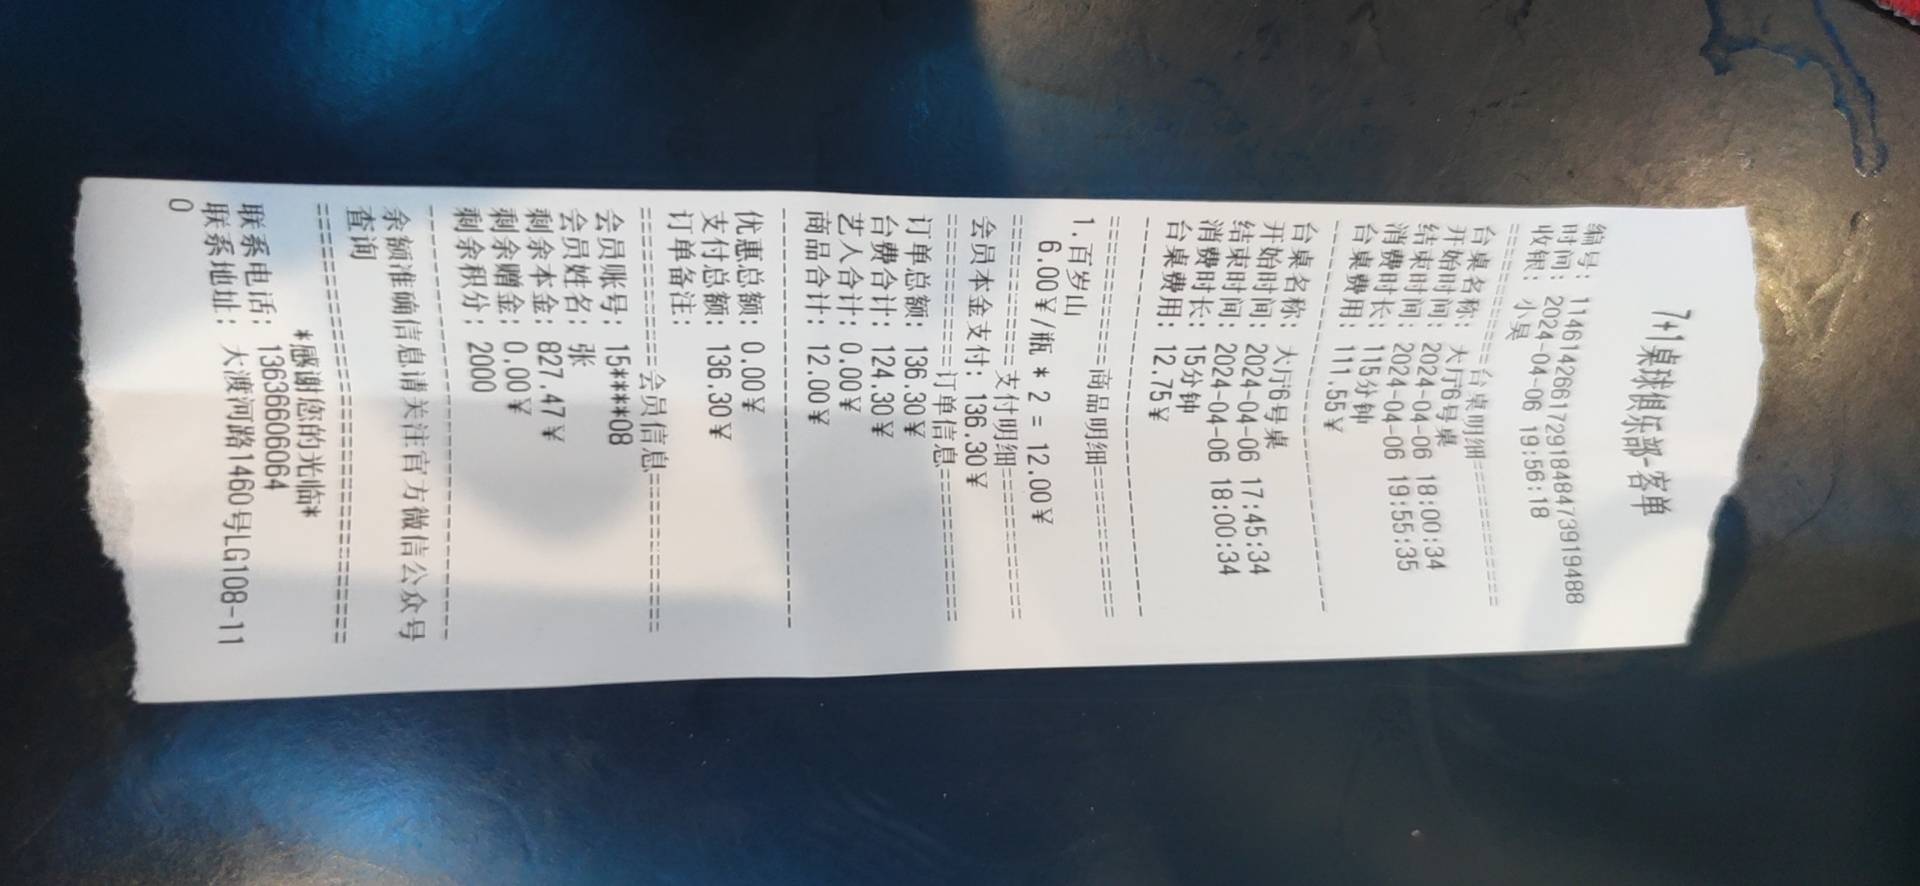 7+1桌球俱乐部-客单
编号: 1146142661729184847391​9488
时间: 2024-04-06 19:56:18
收银: 小吴
==========台桌明细==========
台桌名称: 大厅6号桌
开始时间: 2024-04-06 18:00:34
结束时间: 2024-04-06 19:55:35
消费时长: 115分钟
台桌费用: 111.55¥
--------------------------------
台桌名称: 大厅6号桌
开始时间: 2024-04-06 17:45:34
结束时间: 2024-04-06 18:00:34
消费时长: 15分钟
台桌费用: 12.75¥
--------------------------------
==========商品明细==========
1.百岁山
6.00¥/瓶 * 2 = 12.00¥
==========支付明细==========
会员本金支付: 136.30¥
==========订单信息==========
订单总额: 136.30¥
台费合计: 124.30¥
艺人合计: 0.00¥
商品合计: 12.00¥
--------------------------------
优惠总额: 0.00¥
支付总额: 136.30¥
订单备注:
==========会员信息==========
会员账号: 15****08
会员姓名: 张
剩余本金: 827.47¥
剩余赠金: 0.00¥
剩余积分: 2000
--------------------------------
余额准确信息请关注官方微信公众号
查询
================================
*感谢您的光临*
联系电话: 13636606064
联系地址: 大渡河路1460号LG108-11
0